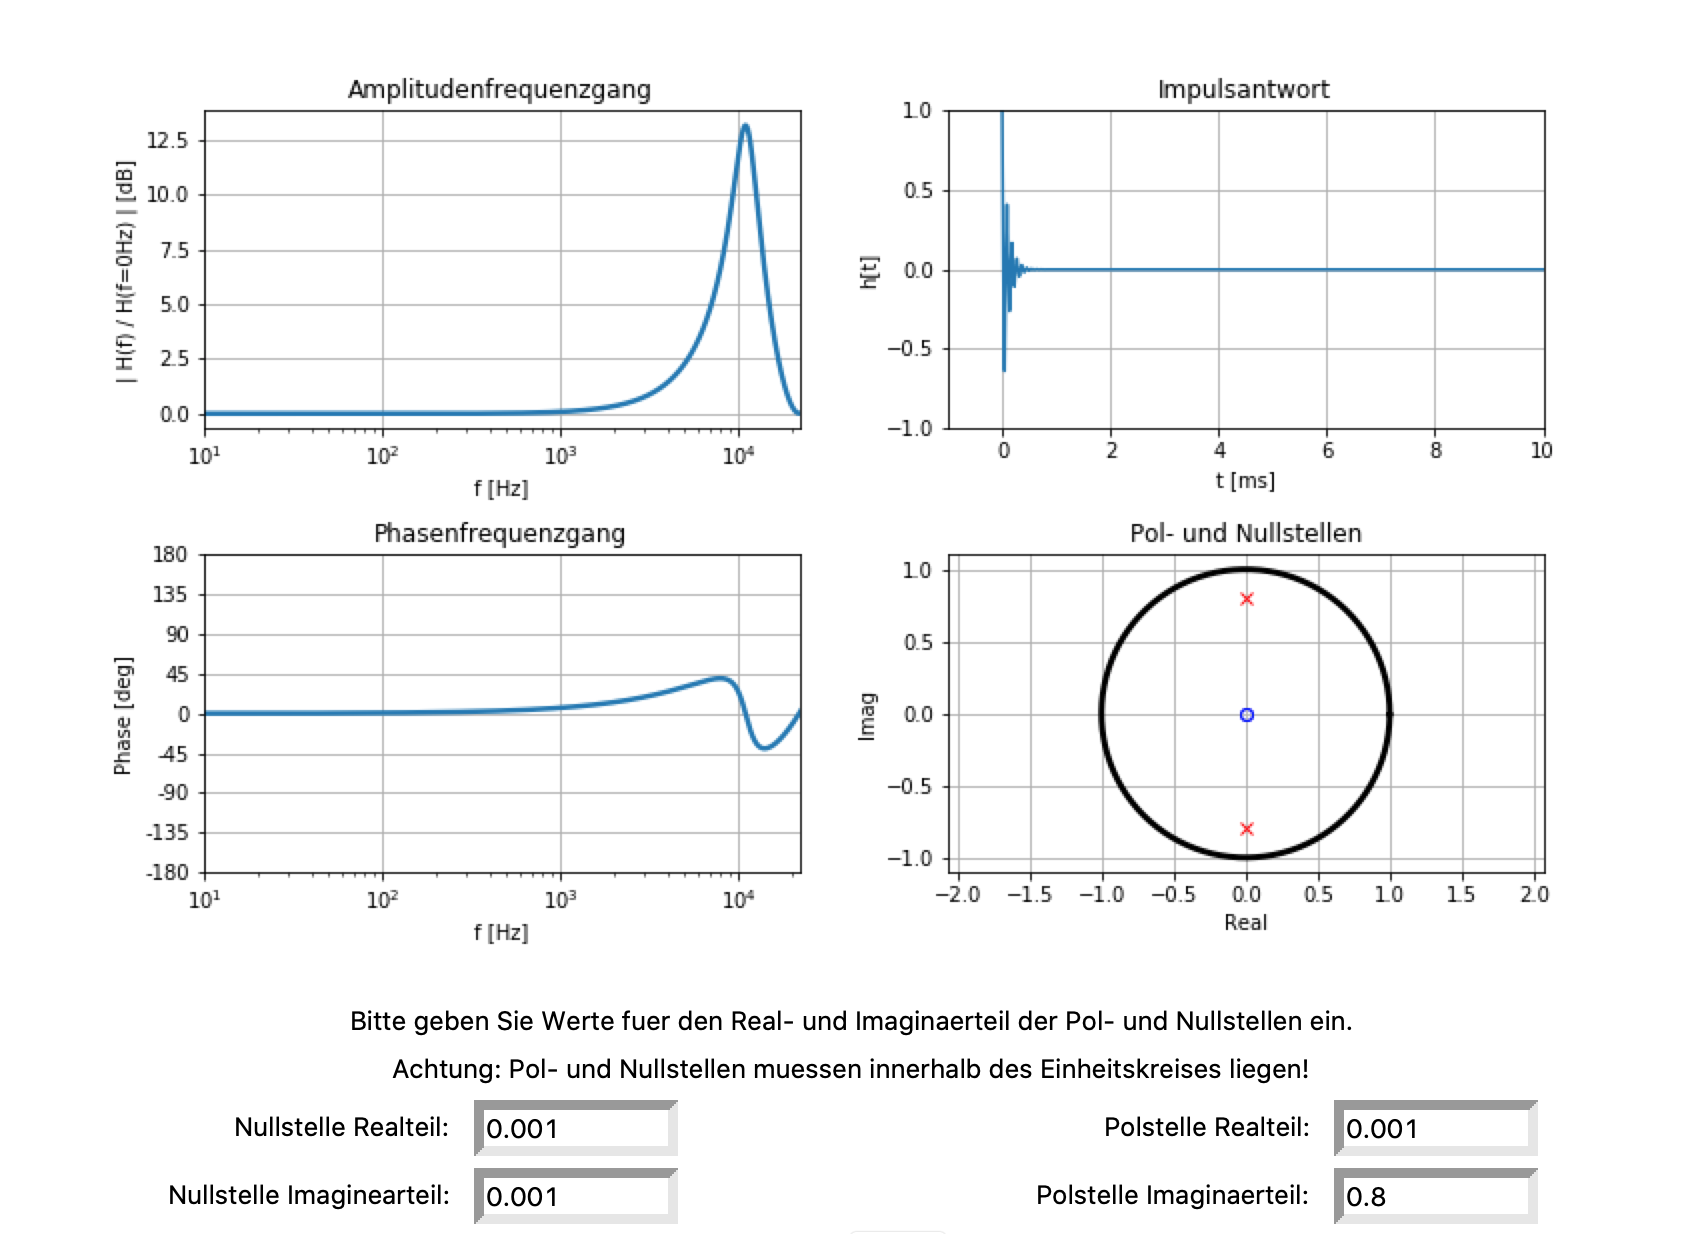 Amplitudenfrequenzgang
| H(f) / H(f=0Hz) | [dB]
12.5
10.0
7.5
5.0
2.5
0.0
10¹ 10² 10³ 10⁴
f [Hz]
Impulsantwort
h[t]
1.0
0.5
0.0
−0.5
−1.0
0 2 4 6 8 10
t [ms]
Phasenfrequenzgang
Phase [deg]
180
135
90
45
0
-45
-90
-135
-180
10¹ 10² 10³ 10⁴
f [Hz]
Pol- und Nullstellen
Imag
1.0
0.5
0.0
−0.5
−1.0
−2.0 −1.5 −1.0 −0.5 0.0 0.5 1.0 1.5 2.0
Real
Bitte geben Sie Werte fuer den Real- und Imaginaerteil der Pol- und Nullstellen ein.
Achtung: Pol- und Nullstellen muessen innerhalb des Einheitskreises liegen!
Nullstelle Realteil: 0.001 Polstelle Realteil: 0.001
Nullstelle Imaginearteil: 0.001 Polstelle Imaginaerteil: 0.8